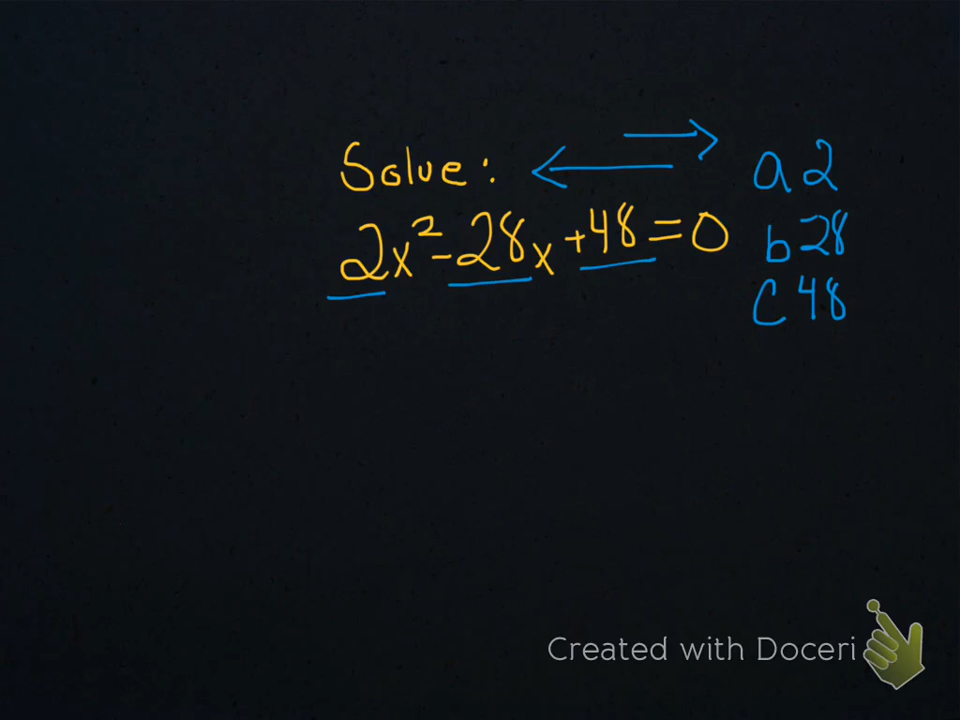 Solve:
2x²-28x+48=0
a 2
b 28
c 48
Created with Doceri